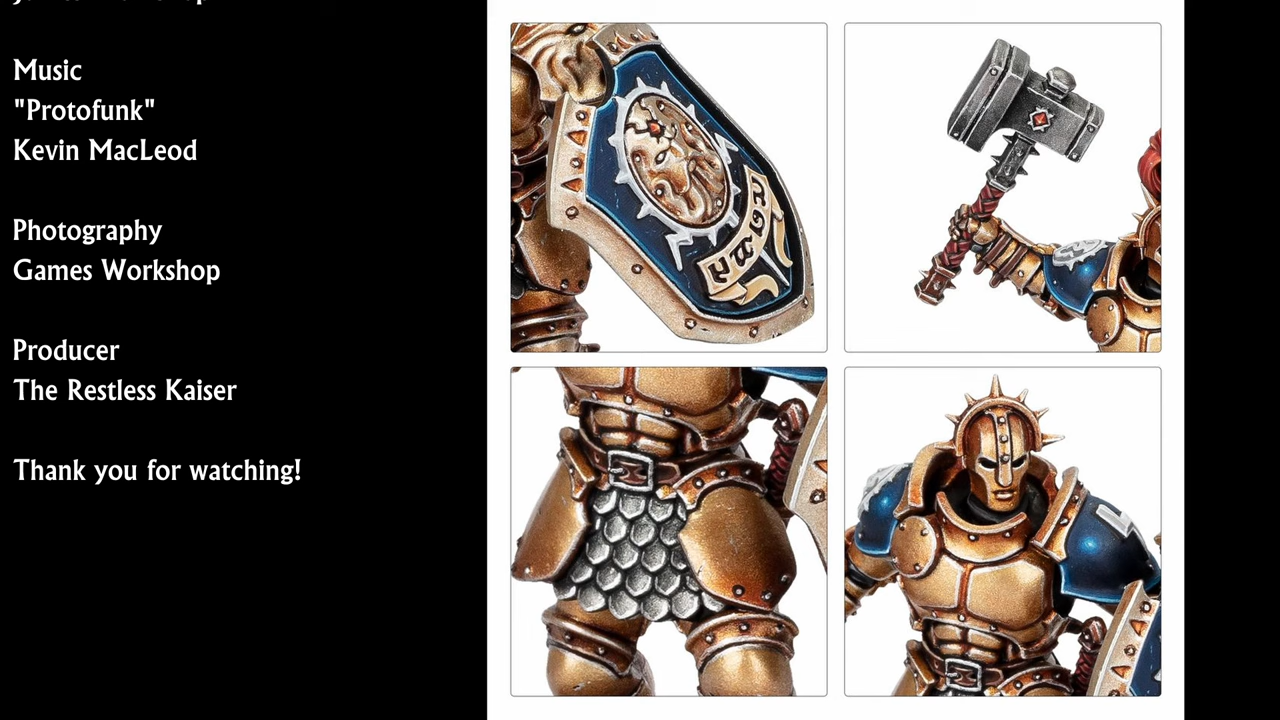 Music
"Protofunk"
Kevin MacLeod
Photography
Games Workshop
Producer
The Restless Kaiser
Thank you for watching!